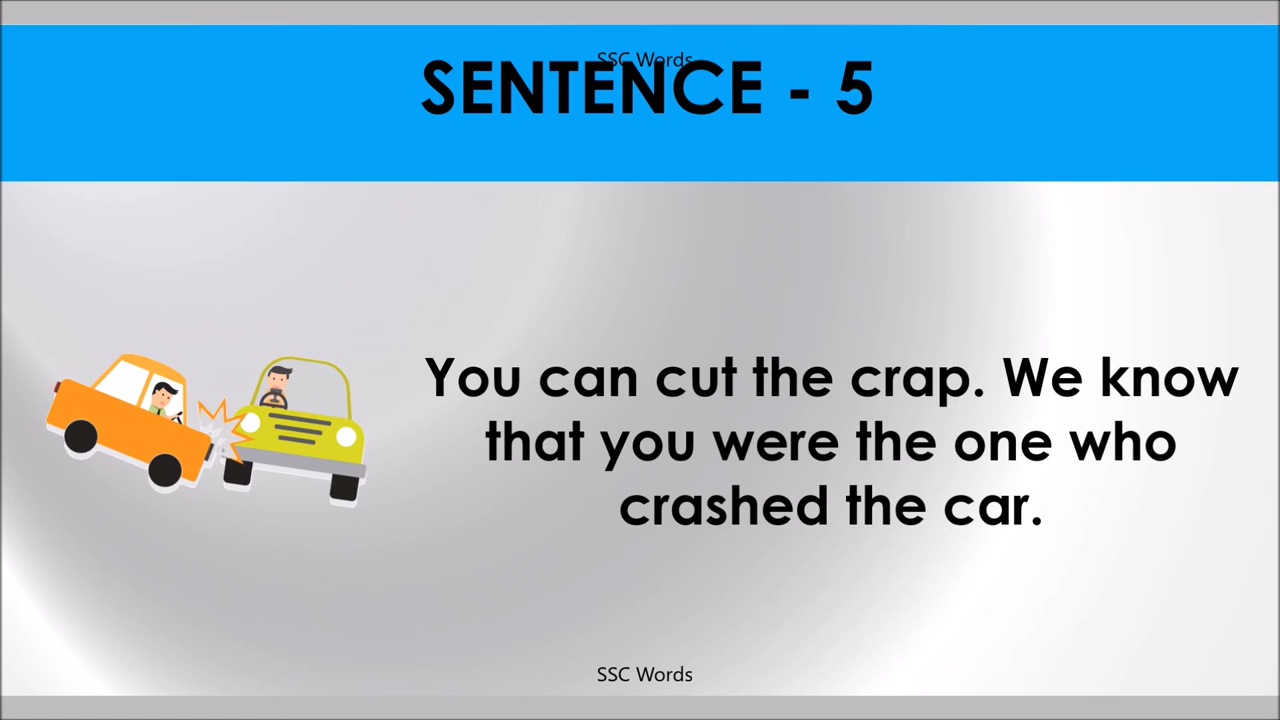 SSC Words
SENTENCE - 5
You can cut the crap. We know
that you were the one who
crashed the car.
SSC Words